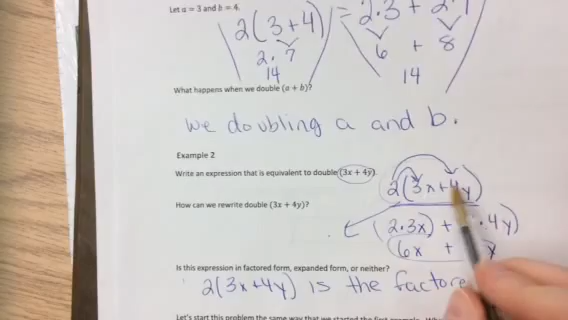 Let a = 3 and b = 4.
2(3+4) = 2·3 + 2·
2·7 6 + 8
14 14
What happens when we double (a + b)?
we doubling a and b.
Example 2
Write an expression that is equivalent to double (3x + 4y).
2(3x+4y)
How can we rewrite double (3x + 4y)?
(2·3x) + ·4y)
(6x + y
Is this expression in factored form, expanded form, or neither?
2(3x+4y) is the factore
Let's start this problem the same way that we started the first example. What